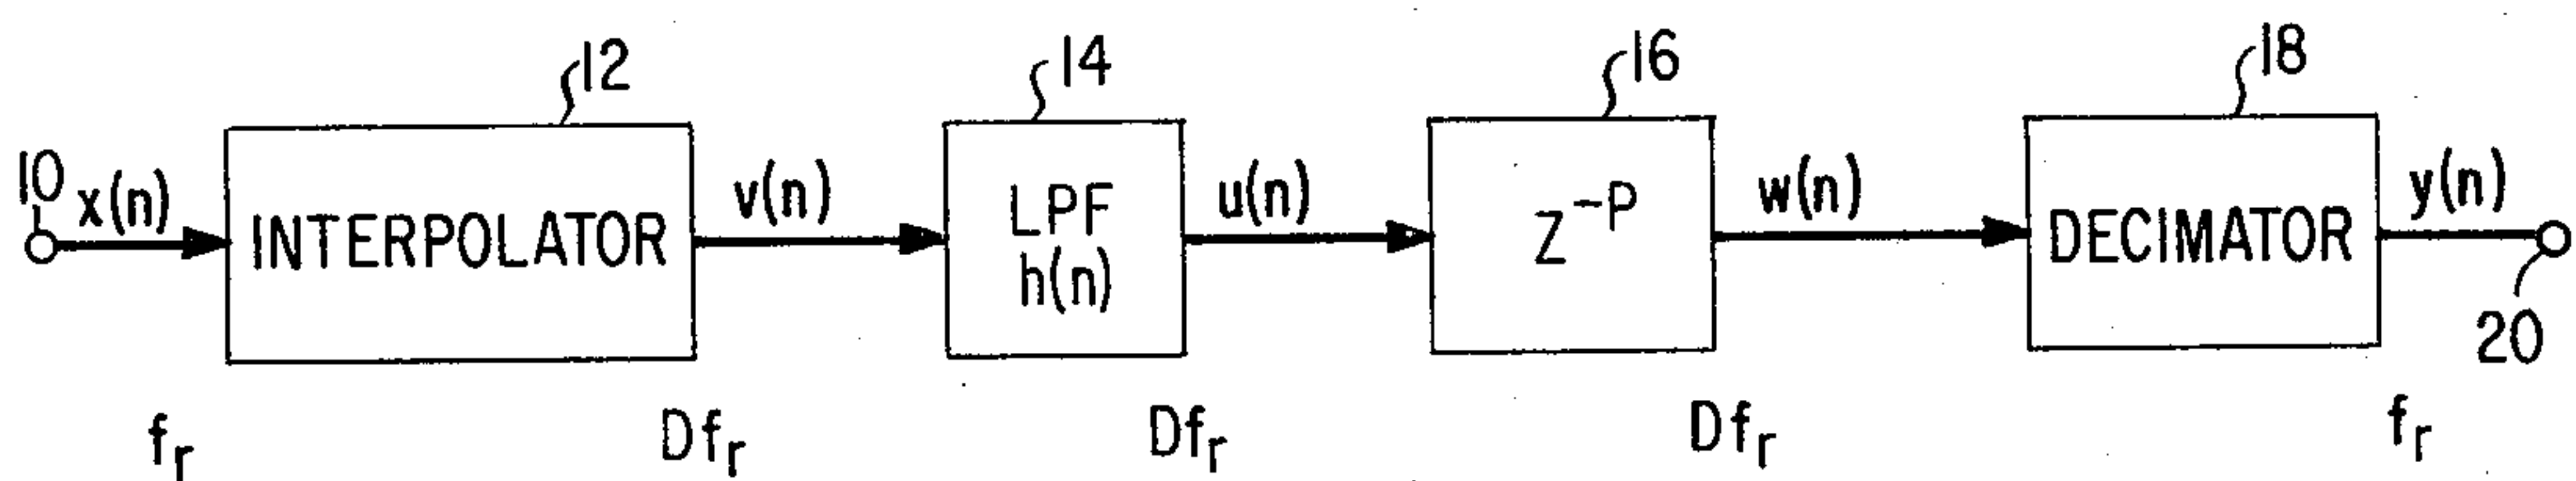 12
14
16
18
10
x(n)
INTERPOLATOR
v(n)
LPF
h(n)
u(n)
Z^-P
w(n)
DECIMATOR
y(n)
20
f_r
Df_r
Df_r
Df_r
f_r